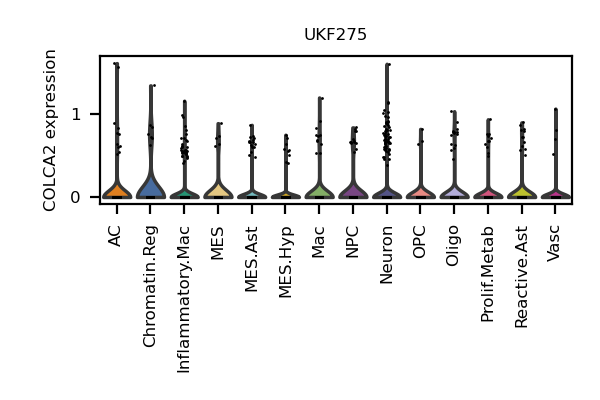 UKF275
COLCA2 expression
1
0
AC
Chromatin.Reg
Inflammatory.Mac
MES
MES.Ast
MES.Hyp
Mac
NPC
Neuron
OPC
Oligo
Prolif.Metab
Reactive.Ast
Vasc